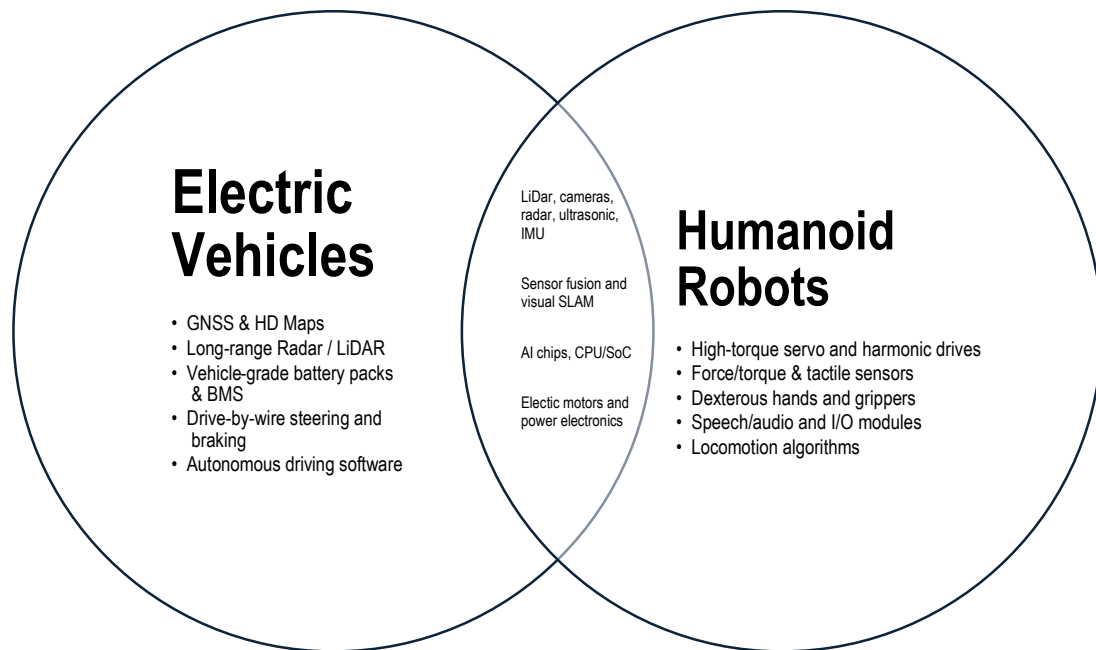 Electric
Vehicles
• GNSS & HD Maps
• Long-range Radar / LiDAR
• Vehicle-grade battery packs
& BMS
• Drive-by-wire steering and
braking
• Autonomous driving software
LiDar, cameras,
radar, ultrasonic,
IMU
Sensor fusion and
visual SLAM
AI chips, CPU/SoC
Electic motors and
power electronics
Humanoid
Robots
• High-torque servo and harmonic drives
• Force/torque & tactile sensors
• Dexterous hands and grippers
• Speech/audio and I/O modules
• Locomotion algorithms